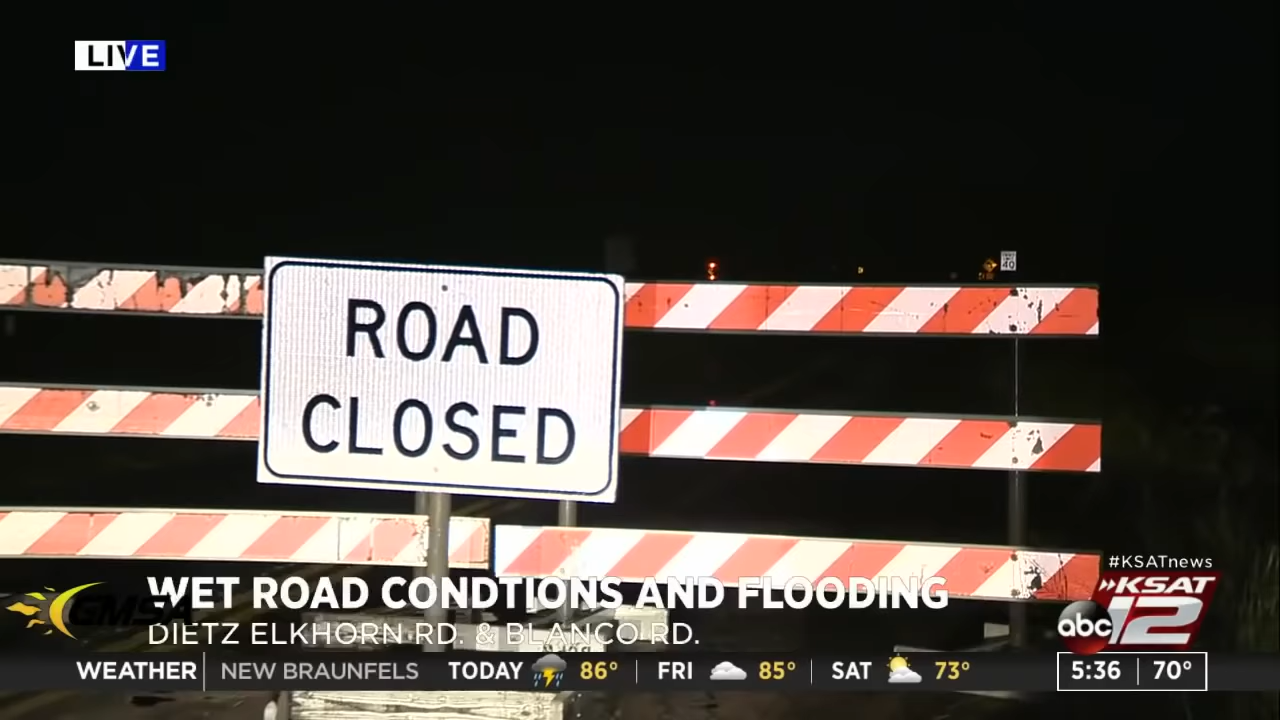 LIVE
40
ROAD
CLOSED
#KSATnews
WET ROAD CONDTIONS AND FLOODING
GMSA
KSAT
DIETZ ELKHORN RD. & BLANCO RD.
abc 12
WEATHER NEW BRAUNFELS TODAY 86° FRI 85° SAT 73° 5:36 70°